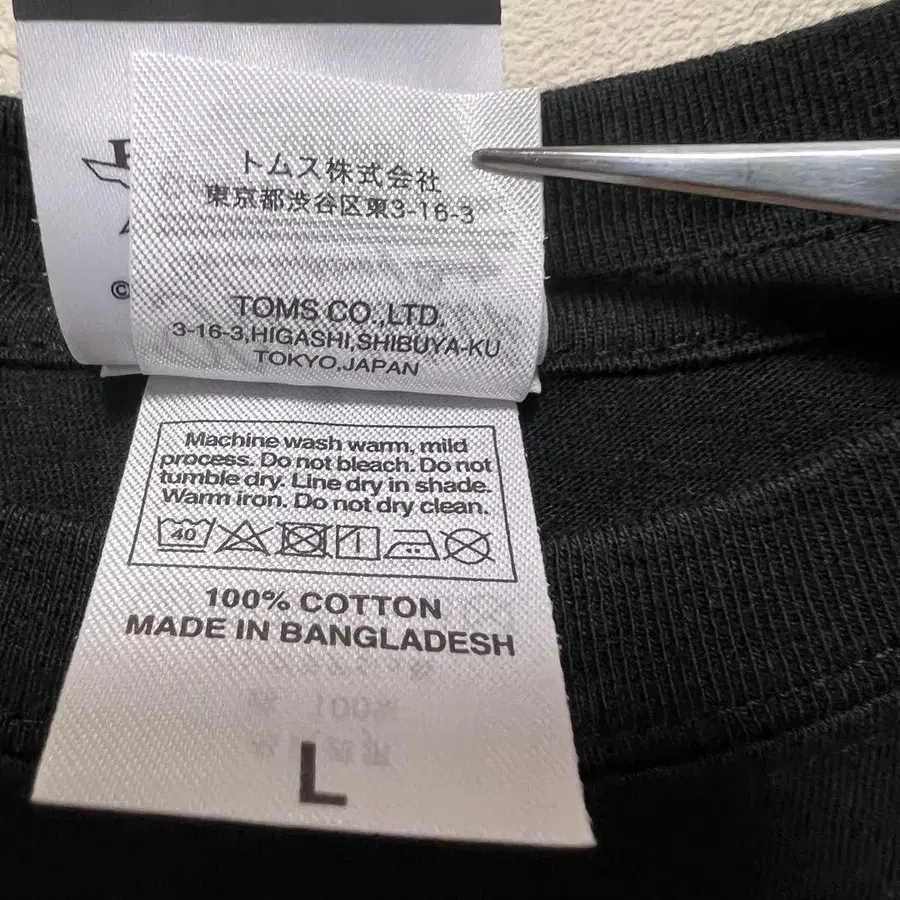 トムス株式会社
東京都渋谷区東3-16-3
TOMS CO.,LTD.
3-16-3,HIGASHI,SHIBUYA-KU
TOKYO,JAPAN
Machine wash warm, mild
process. Do not bleach. Do not
tumble dry. Line dry in shade.
Warm iron. Do not dry clean.
40
100% COTTON
MADE IN BANGLADESH
L